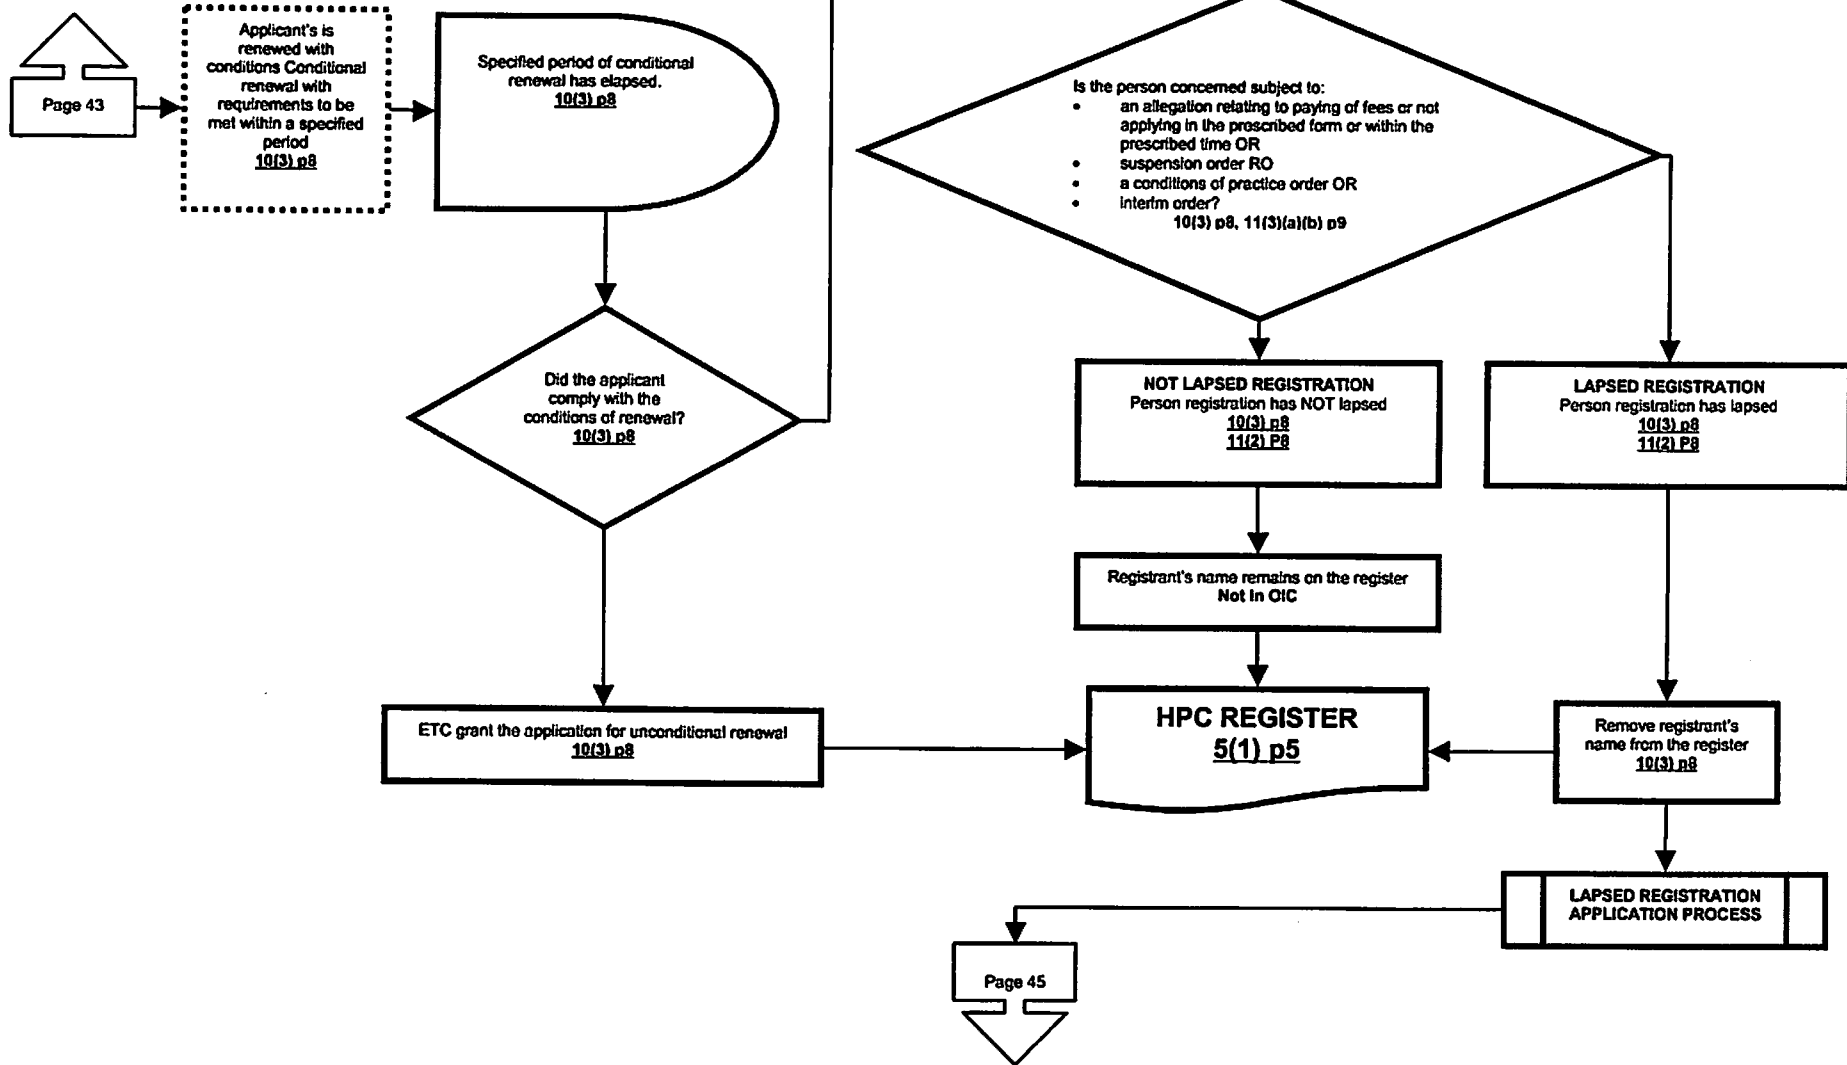 Page 43
Applicant's is
renewed with
conditions Conditional
renewal with
requirements to be
met within a specified
period
10(3) p8
Specified period of conditional
renewal has elapsed.
10(3) p8
Is the person concerned subject to:
• an allegation relating to paying of fees or not
applying in the prescribed form or within the
prescribed time OR
• suspension order RO
• a conditions of practice order OR
• interim order?
10(3) p8, 11(3)(a)(b) p9
Did the applicant
comply with the
conditions of renewal?
10(3) p8
NOT LAPSED REGISTRATION
Person registration has NOT lapsed
10(3) p8
11(2) P8
LAPSED REGISTRATION
Person registration has lapsed
10(3) p8
11(2) P8
Registrant's name remains on the register
Not in OIC
ETC grant the application for unconditional renewal
10(3) p8
HPC REGISTER
5(1) p5
Remove registrant's
name from the register
10(3) p8
LAPSED REGISTRATION
APPLICATION PROCESS
Page 45